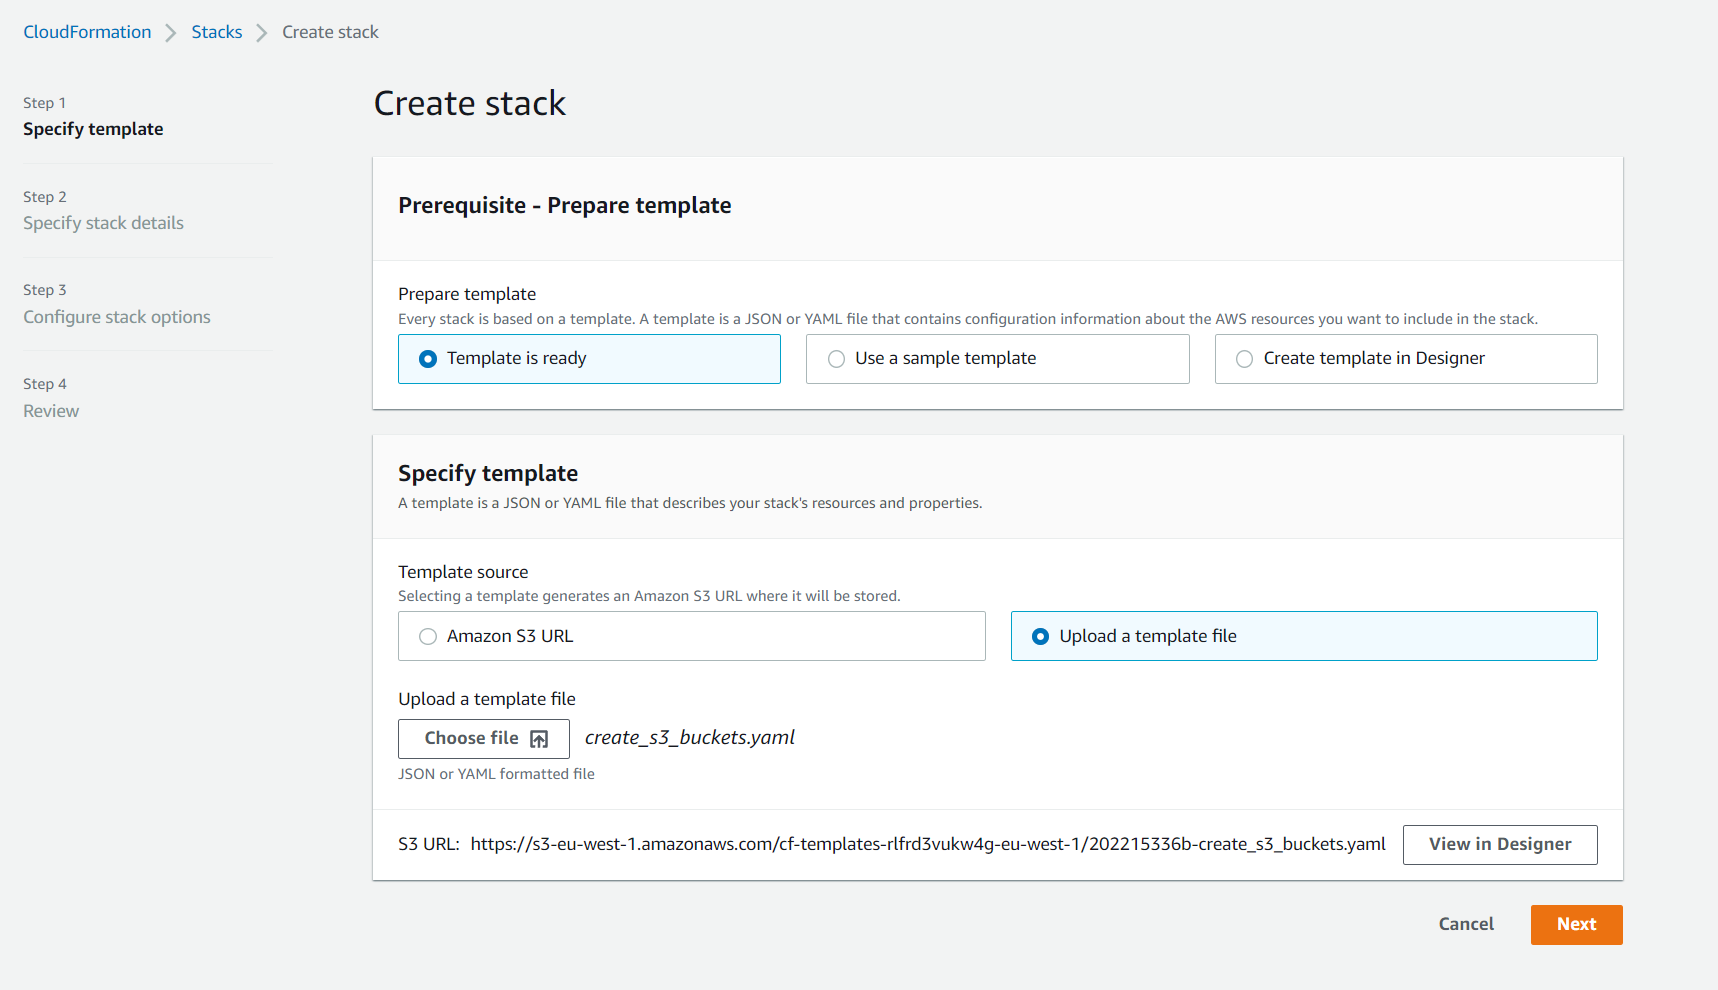 CloudFormation > Stacks > Create stack
Step 1
Specify template
Step 2
Specify stack details
Step 3
Configure stack options
Step 4
Review
Create stack
Prerequisite - Prepare template
Prepare template
Every stack is based on a template. A template is a JSON or YAML file that contains configuration information about the AWS resources you want to include in the stack.
Template is ready
Use a sample template
Create template in Designer
Specify template
A template is a JSON or YAML file that describes your stack's resources and properties.
Template source
Selecting a template generates an Amazon S3 URL where it will be stored.
Amazon S3 URL
Upload a template file
Upload a template file
Choose file
create_s3_buckets.yaml
JSON or YAML formatted file
S3 URL: https://s3-eu-west-1.amazonaws.com/cf-templates-rlfrd3vukw4g-eu-west-1/202215336b-create_s3_buckets.yaml
View in Designer
Cancel
Next